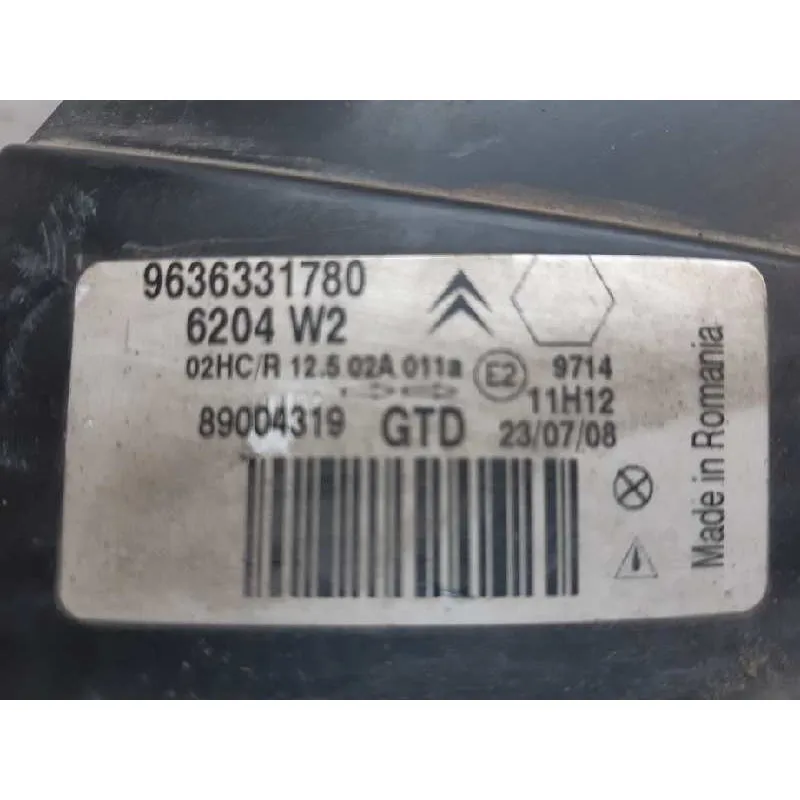 9636331780
6204 W2
02HC/R 12.5 02A 011a E2 9714
11H12
89004319 GTD 23/07/08
Made in Romania